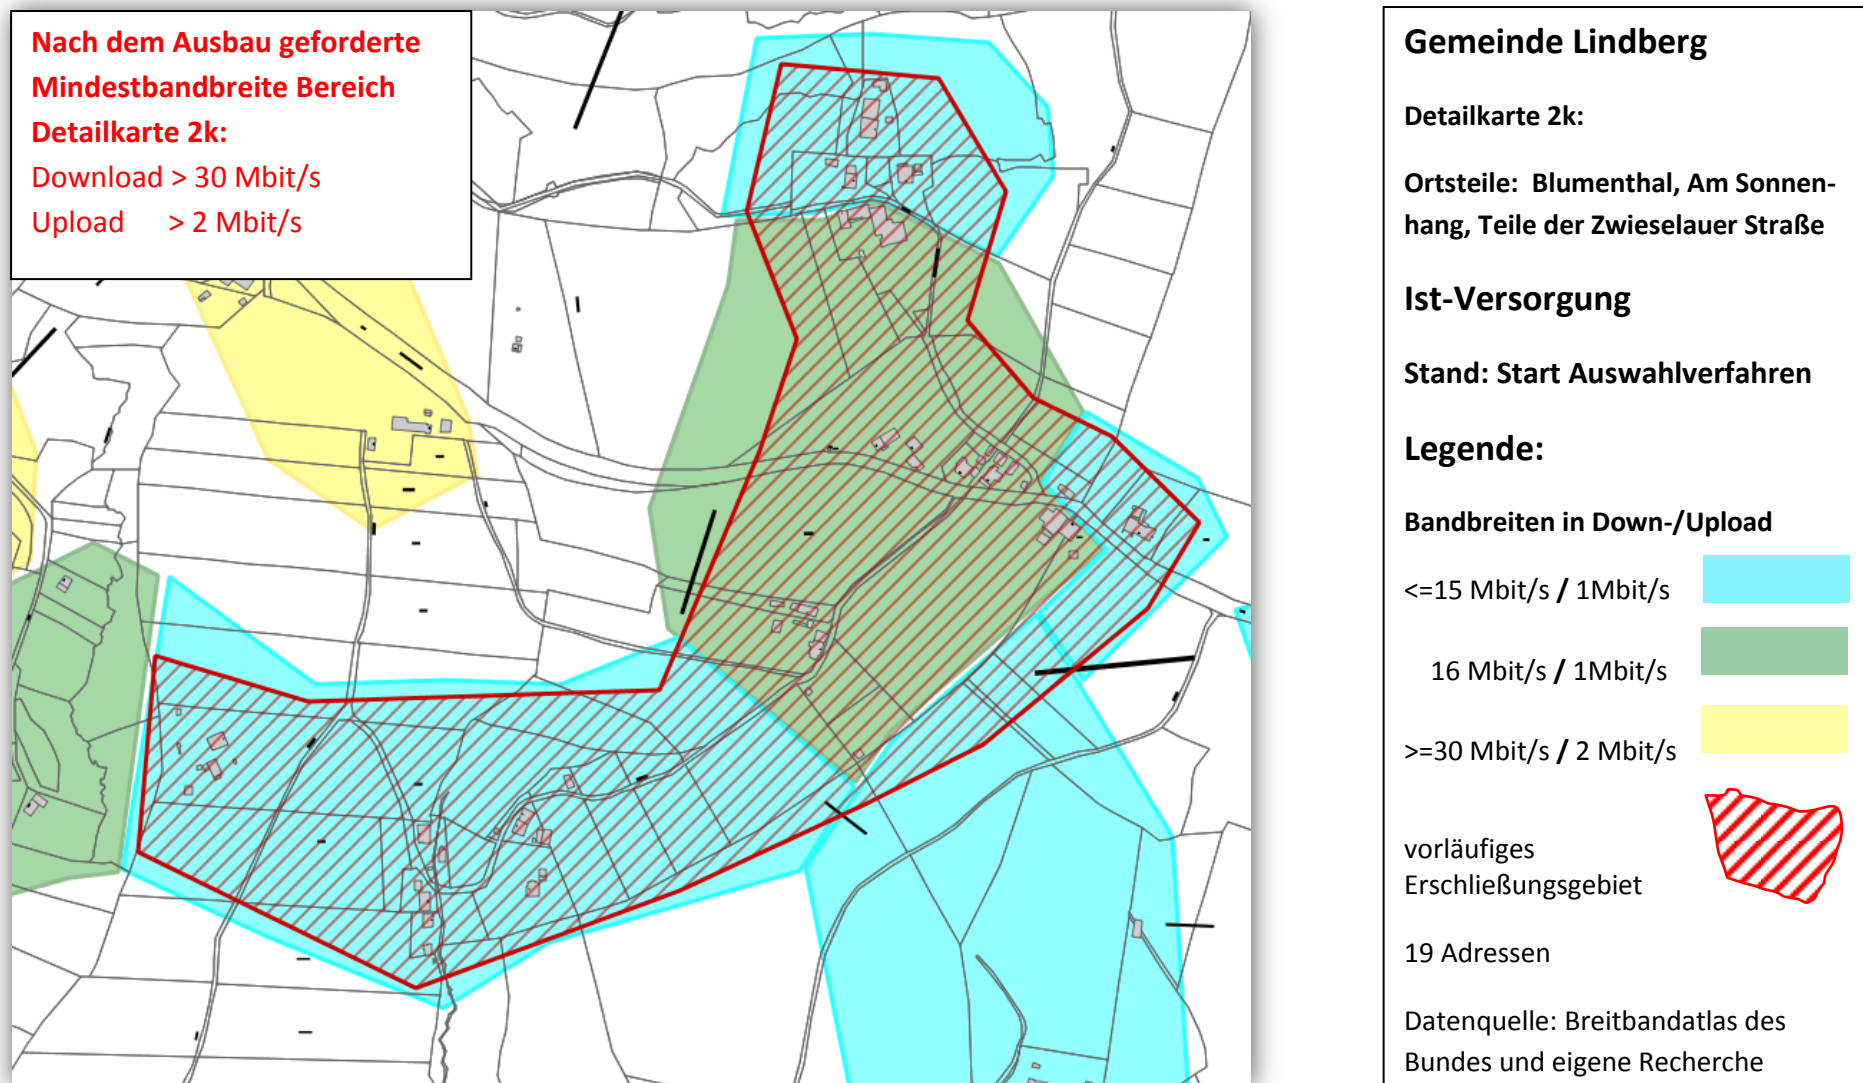 Nach dem Ausbau geforderte
Mindestbandbreite Bereich
Detailkarte 2k:
Download > 30 Mbit/s
Upload > 2 Mbit/s
Gemeinde Lindberg
Detailkarte 2k:
Ortsteile: Blumenthal, Am Sonnen-
hang, Teile der Zwieselauer Straße
Ist-Versorgung
Stand: Start Auswahlverfahren
Legende:
Bandbreiten in Down-/Upload
<=15 Mbit/s / 1Mbit/s
16 Mbit/s / 1Mbit/s
>=30 Mbit/s / 2 Mbit/s
vorläufiges
Erschließungsgebiet
19 Adressen
Datenquelle: Breitbandatlas des
Bundes und eigene Recherche